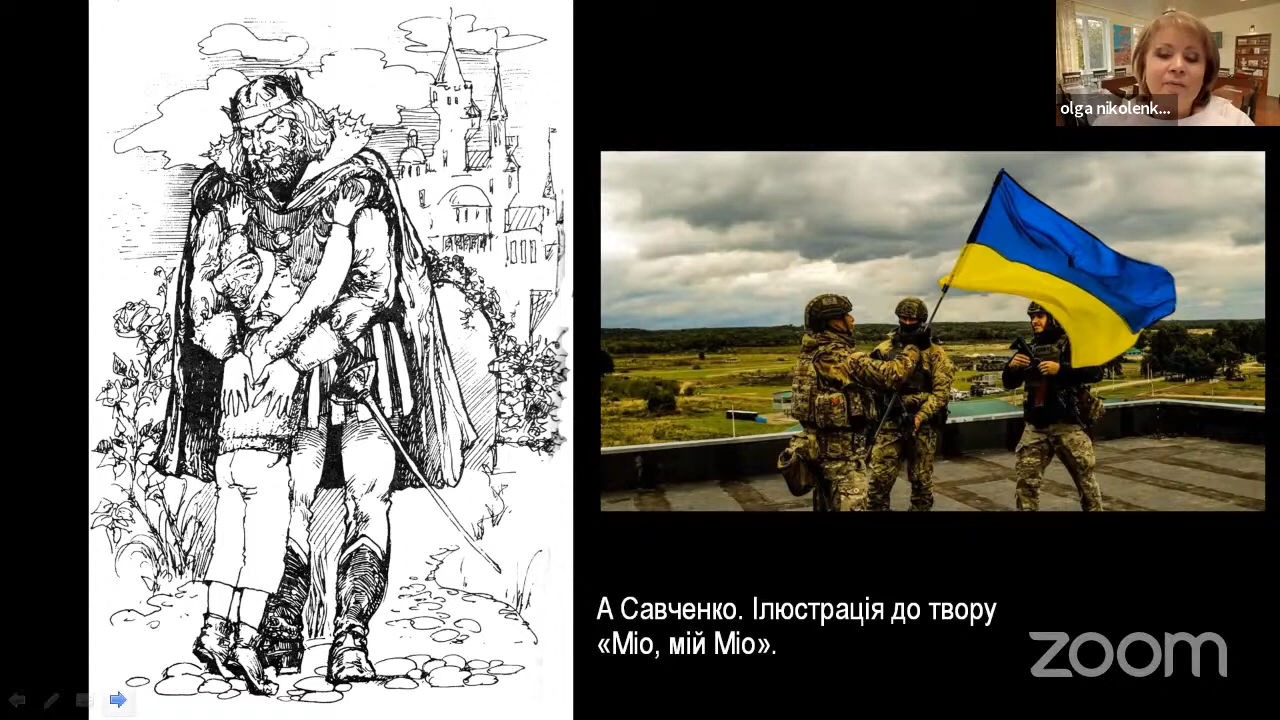 olga nikolenk...
А Савченко. Ілюстрація до твору
«Міо, мій Міо».
zoom